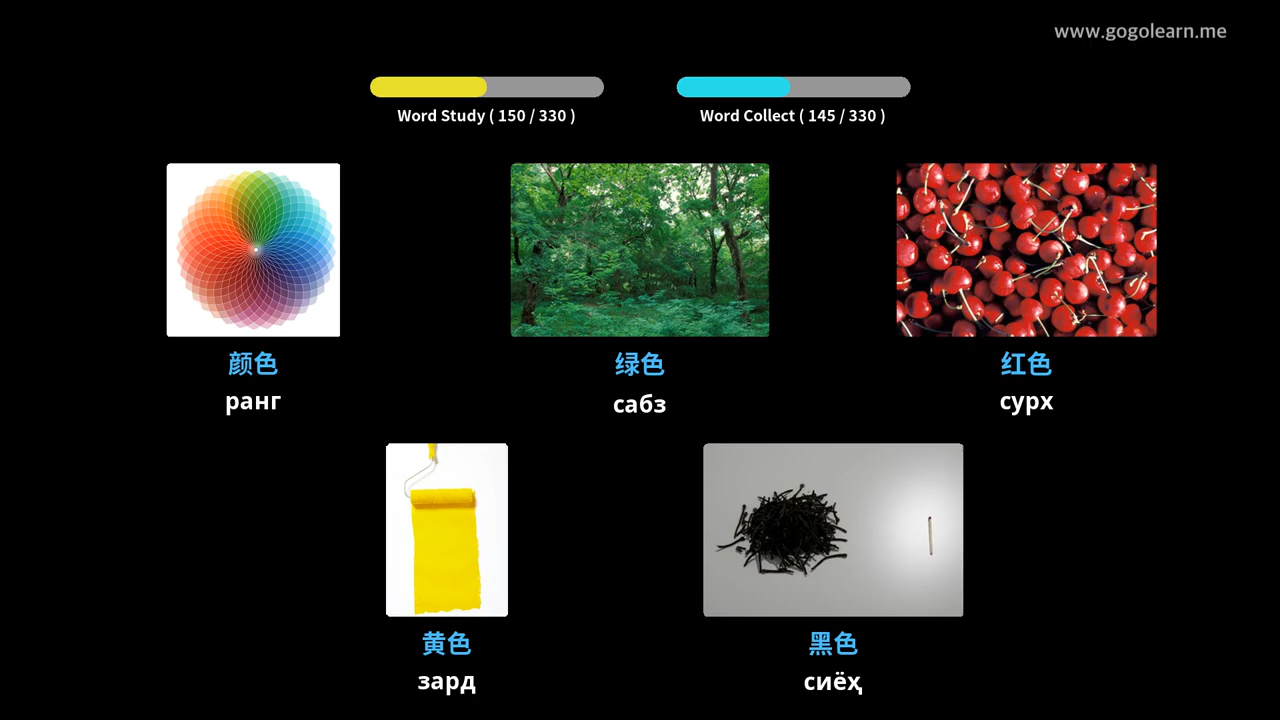 www.gogolearn.me
Word Study ( 150 / 330 )
Word Collect ( 145 / 330 )
颜色
ранг
绿色
сабз
红色
сурх
黄色
зард
黑色
сиёҳ